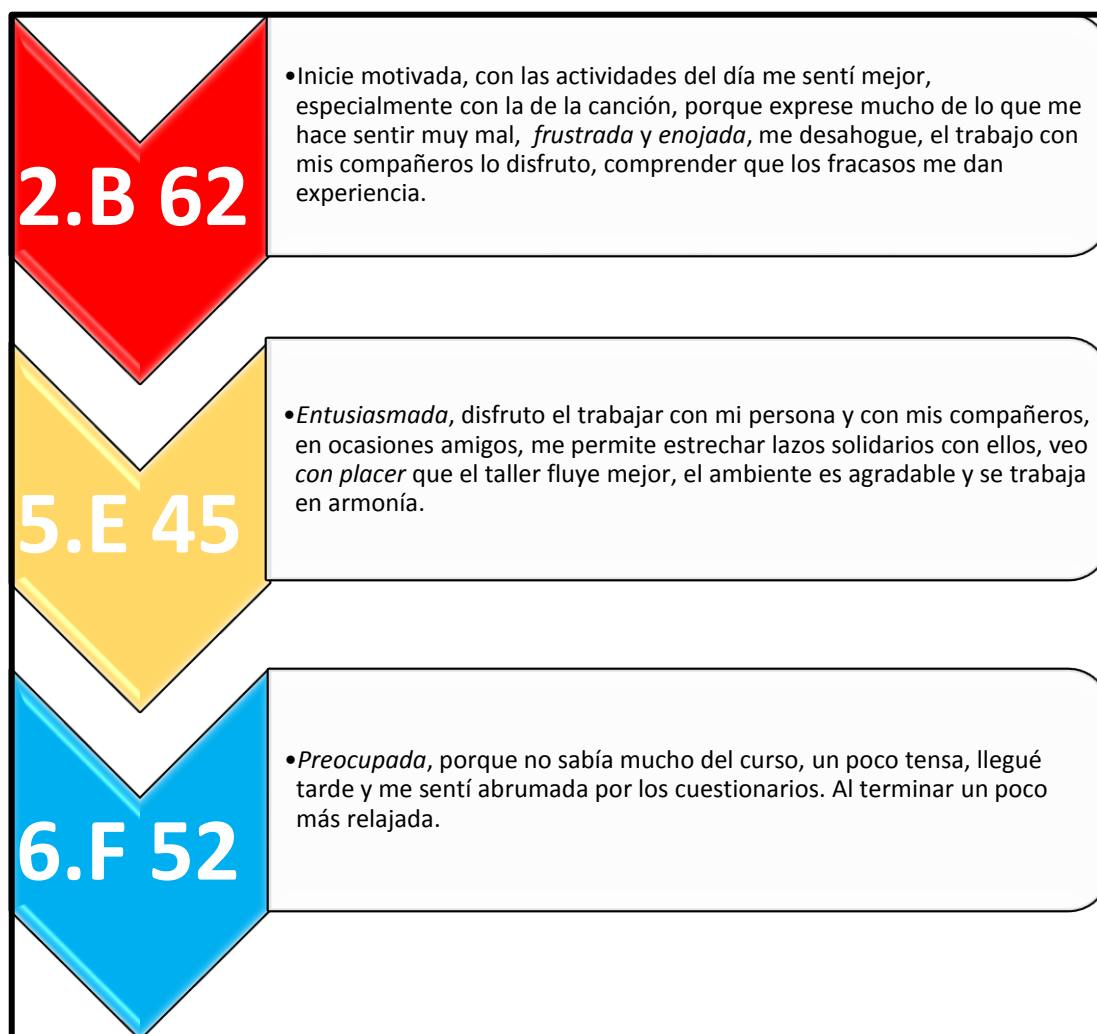 2.B 62
•Inicie motivada, con las actividades del día me sentí mejor,
especialmente con la de la canción, porque exprese mucho de lo que me
hace sentir muy mal, frustrada y enojada, me desahogue, el trabajo con
mis compañeros lo disfruto, comprender que los fracasos me dan
experiencia.
5.E 45
•Entusiasmada, disfruto el trabajar con mi persona y con mis compañeros,
en ocasiones amigos, me permite estrechar lazos solidarios con ellos, veo
con placer que el taller fluye mejor, el ambiente es agradable y se trabaja
en armonía.
6.F 52
•Preocupada, porque no sabía mucho del curso, un poco tensa, llegué
tarde y me sentí abrumada por los cuestionarios. Al terminar un poco
más relajada.